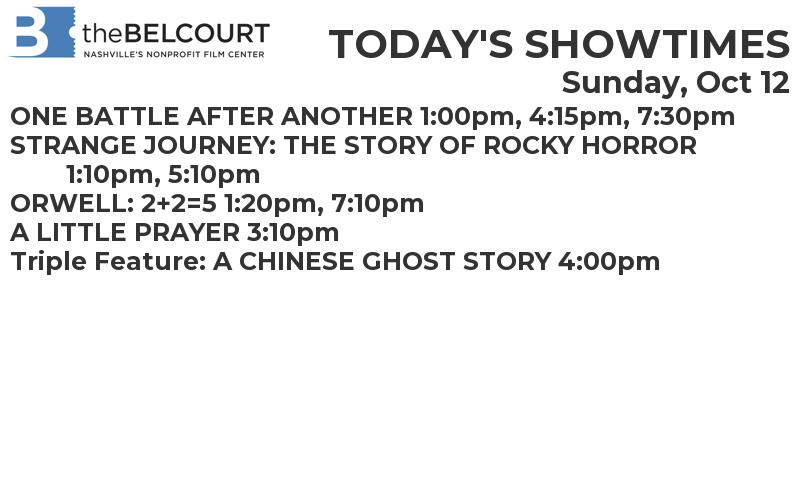 B theBELCOURT
NASHVILLE'S NONPROFIT FILM CENTER
TODAY'S SHOWTIMES
Sunday, Oct 12
ONE BATTLE AFTER ANOTHER 1:00pm, 4:15pm, 7:30pm
STRANGE JOURNEY: THE STORY OF ROCKY HORROR
1:10pm, 5:10pm
ORWELL: 2+2=5 1:20pm, 7:10pm
A LITTLE PRAYER 3:10pm
Triple Feature: A CHINESE GHOST STORY 4:00pm